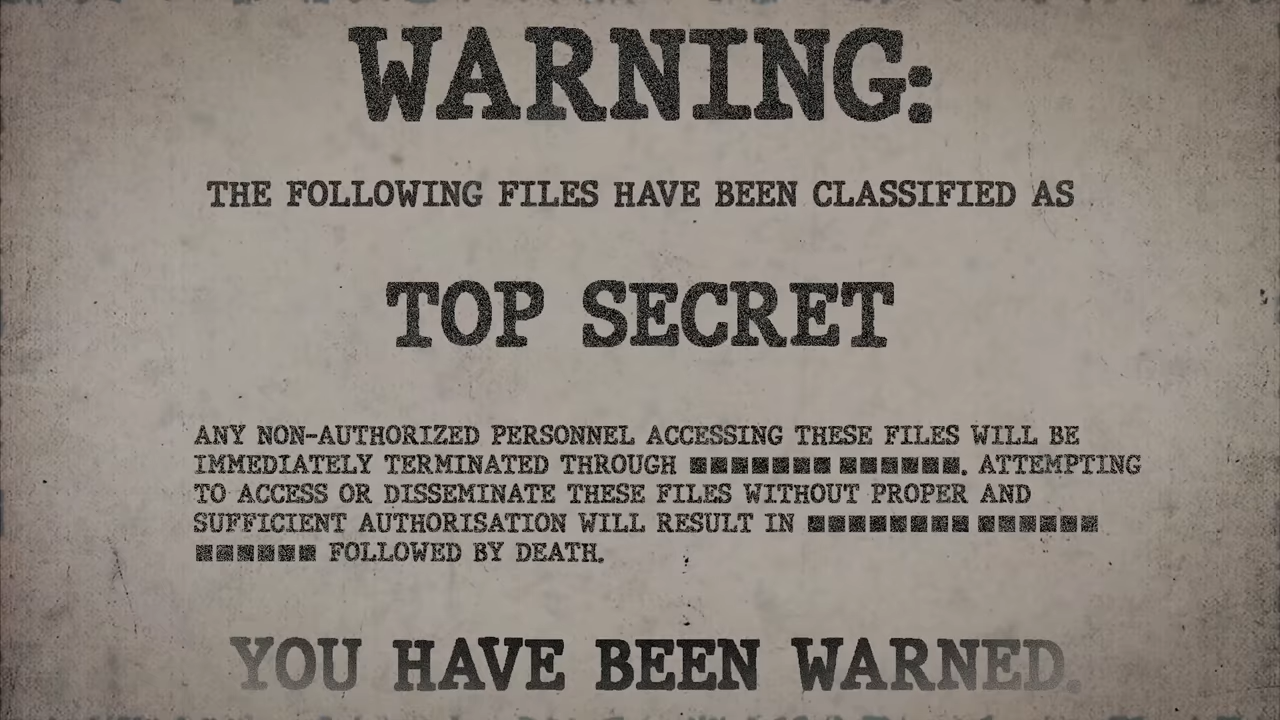 WARNING:
THE FOLLOWING FILES HAVE BEEN CLASSIFIED AS
TOP SECRET
ANY NON-AUTHORIZED PERSONNEL ACCESSING THESE FILES WILL BE
IMMEDIATELY TERMINATED THROUGH ■■■■■■■ ■■■■■■. ATTEMPTING
TO ACCESS OR DISSEMINATE THESE FILES WITHOUT PROPER AND
SUFFICIENT AUTHORISATION WILL RESULT IN ■■■■■■■■ ■■■■■■
■■■■■■ FOLLOWED BY DEATH.
YOU HAVE BEEN WARNED.